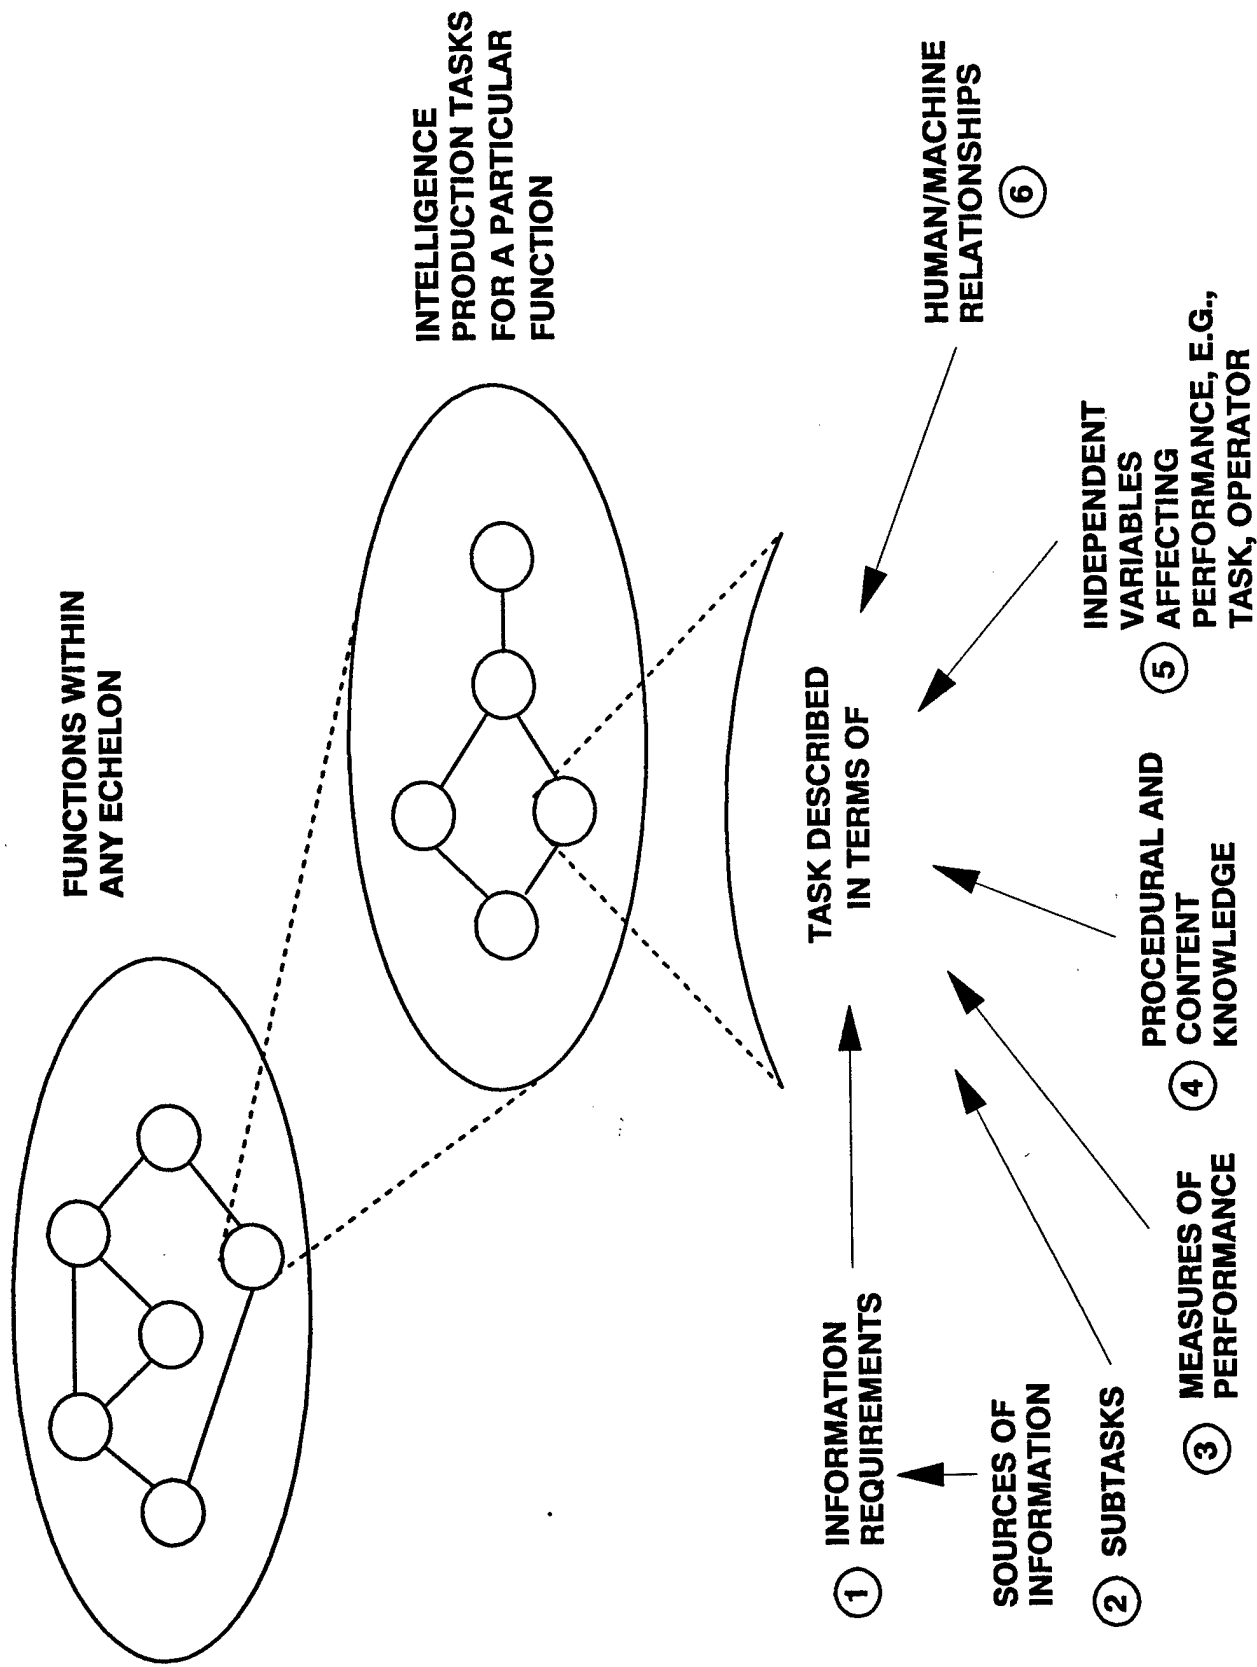 FUNCTIONS WITHIN
ANY ECHELON
INTELLIGENCE
PRODUCTION TASKS
FOR A PARTICULAR
FUNCTION
TASK DESCRIBED
IN TERMS OF
1
INFORMATION
REQUIREMENTS
SOURCES OF
INFORMATION
2 SUBTASKS
3
MEASURES OF
PERFORMANCE
4
PROCEDURAL AND
CONTENT
KNOWLEDGE
5
INDEPENDENT
VARIABLES
AFFECTING
PERFORMANCE, E.G.,
TASK, OPERATOR
HUMAN/MACHINE
RELATIONSHIPS
6